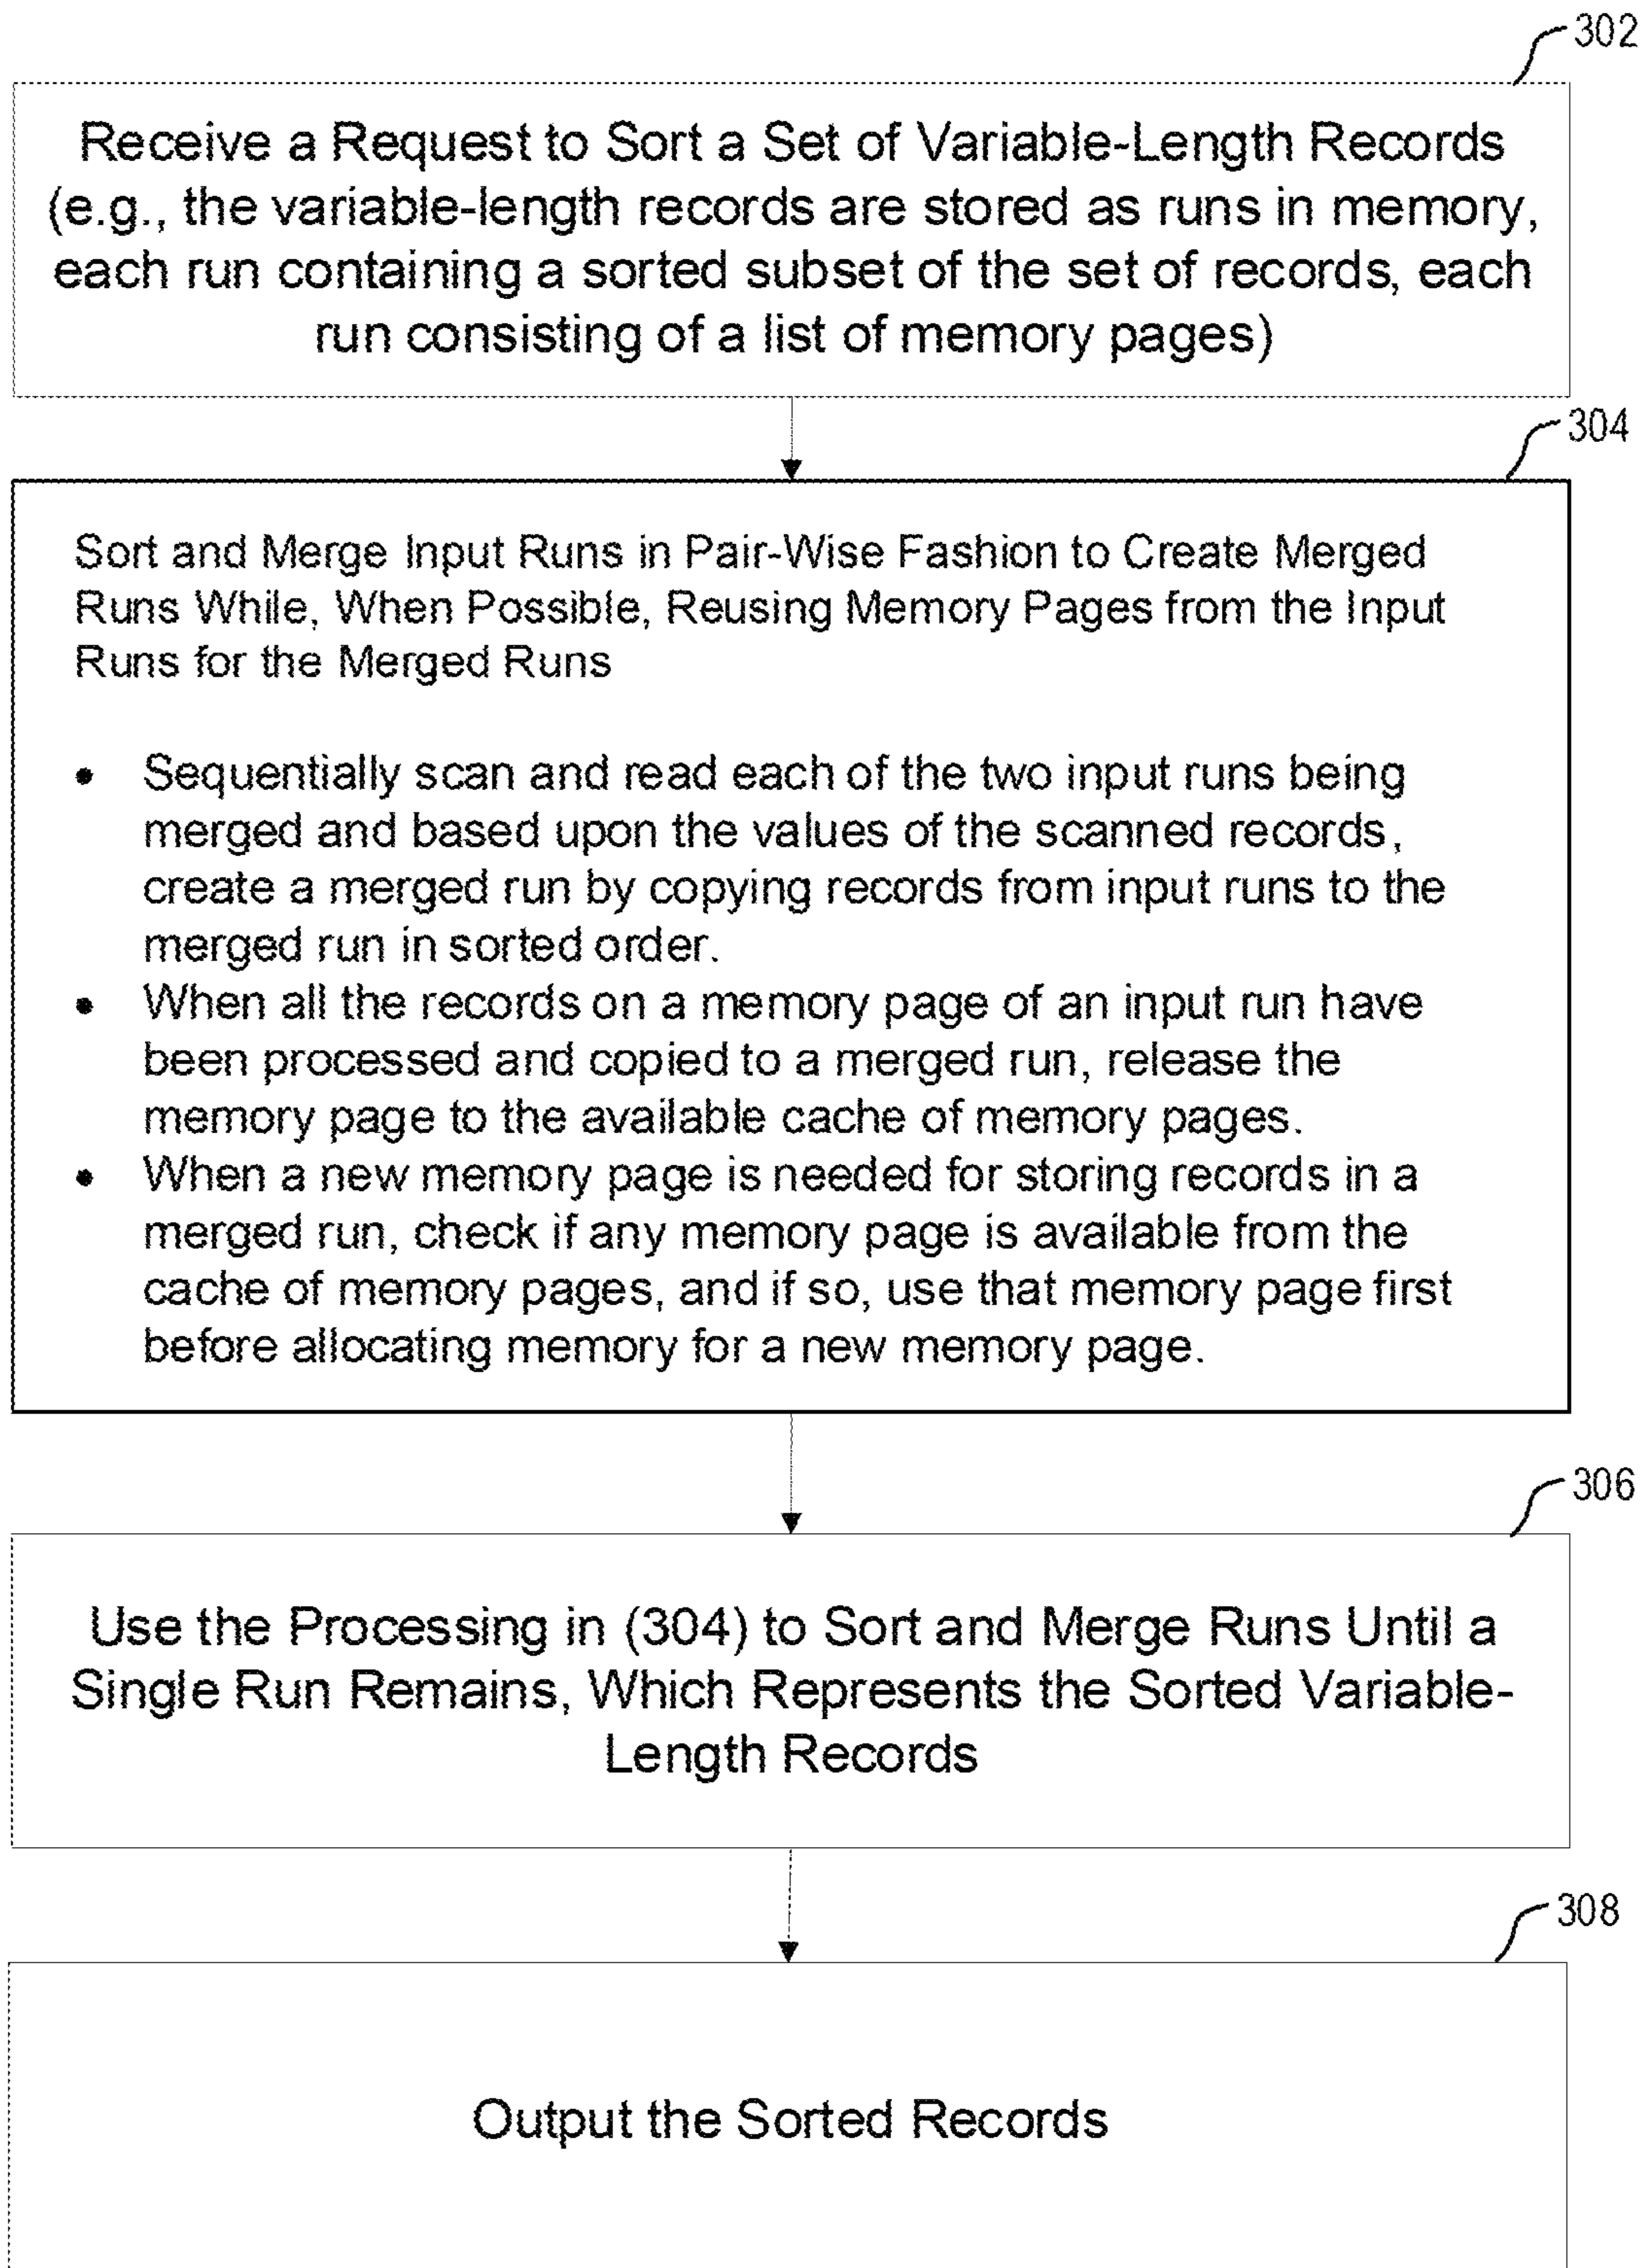 302
Receive a Request to Sort a Set of Variable-Length Records
(e.g., the variable-length records are stored as runs in memory,
each run containing a sorted subset of the set of records, each
run consisting of a list of memory pages)
304
Sort and Merge Input Runs in Pair-Wise Fashion to Create Merged
Runs While, When Possible, Reusing Memory Pages from the Input
Runs for the Merged Runs
• Sequentially scan and read each of the two input runs being
merged and based upon the values of the scanned records,
create a merged run by copying records from input runs to the
merged run in sorted order.
• When all the records on a memory page of an input run have
been processed and copied to a merged run, release the
memory page to the available cache of memory pages.
• When a new memory page is needed for storing records in a
merged run, check if any memory page is available from the
cache of memory pages, and if so, use that memory page first
before allocating memory for a new memory page.
306
Use the Processing in (304) to Sort and Merge Runs Until a
Single Run Remains, Which Represents the Sorted Variable-
Length Records
308
Output the Sorted Records